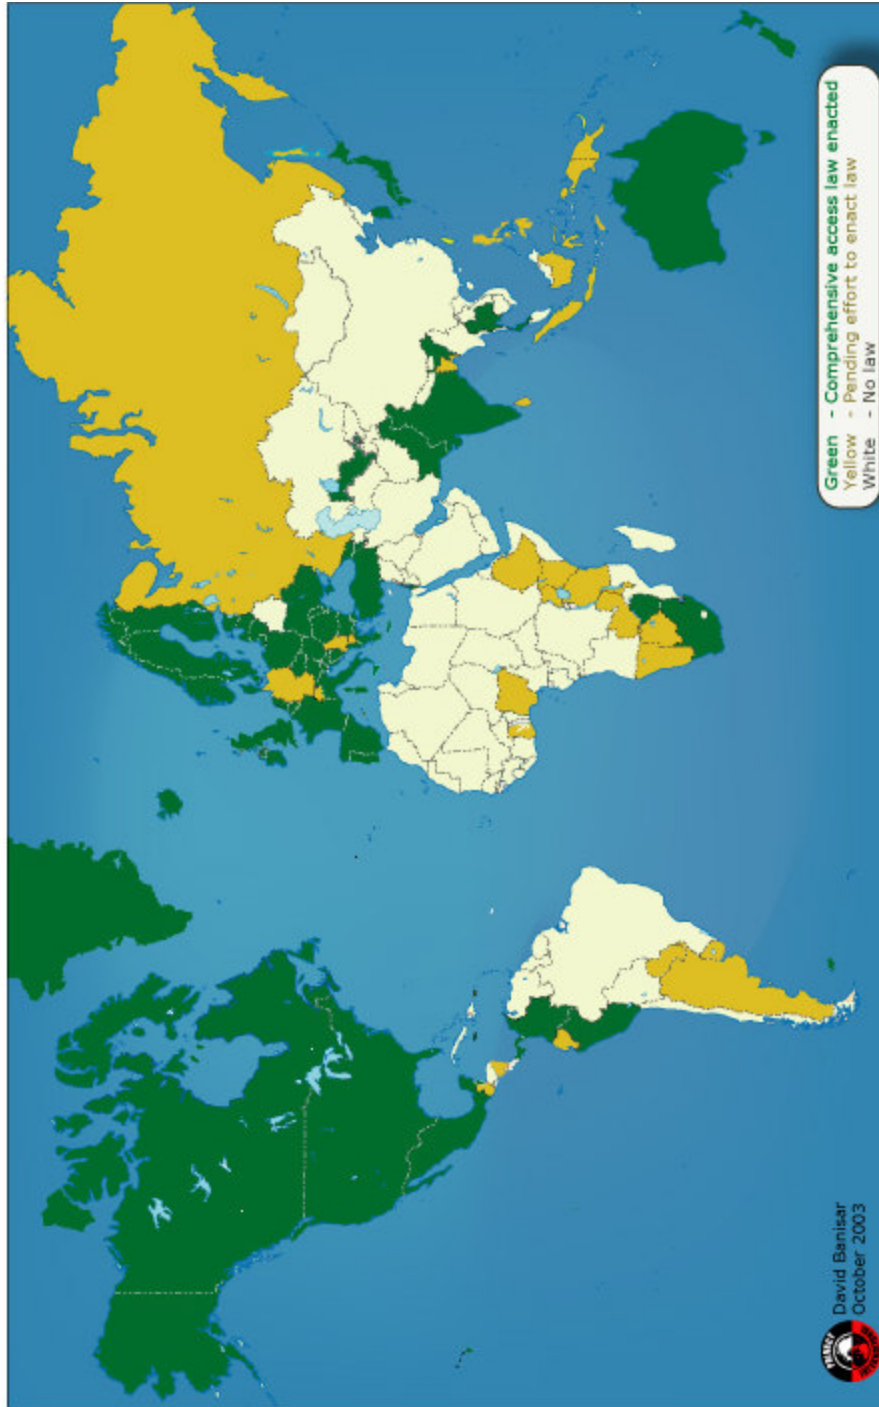 Green - Comprehensive access law enacted
Yellow - Pending effort to enact law
White - No law
David Banisar
October 2003